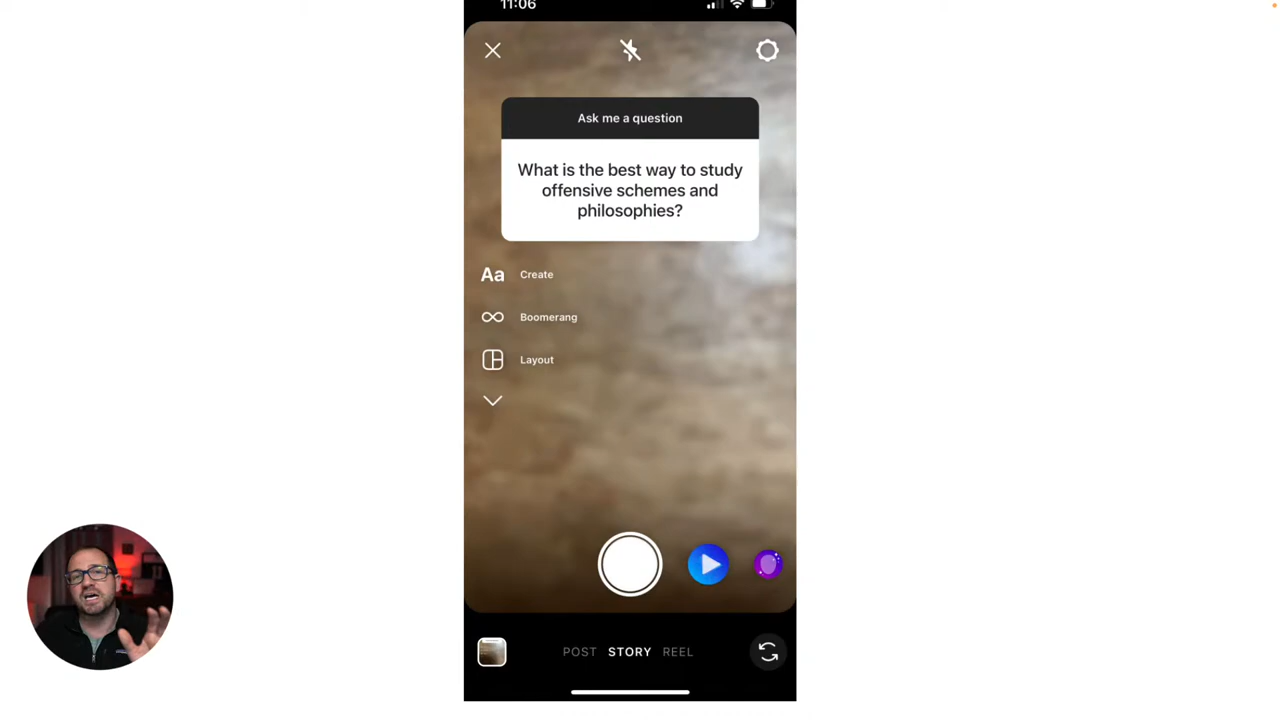 11:06
Ask me a question
What is the best way to study
offensive schemes and
philosophies?
Aa Create
Boomerang
Layout
POST STORY REEL